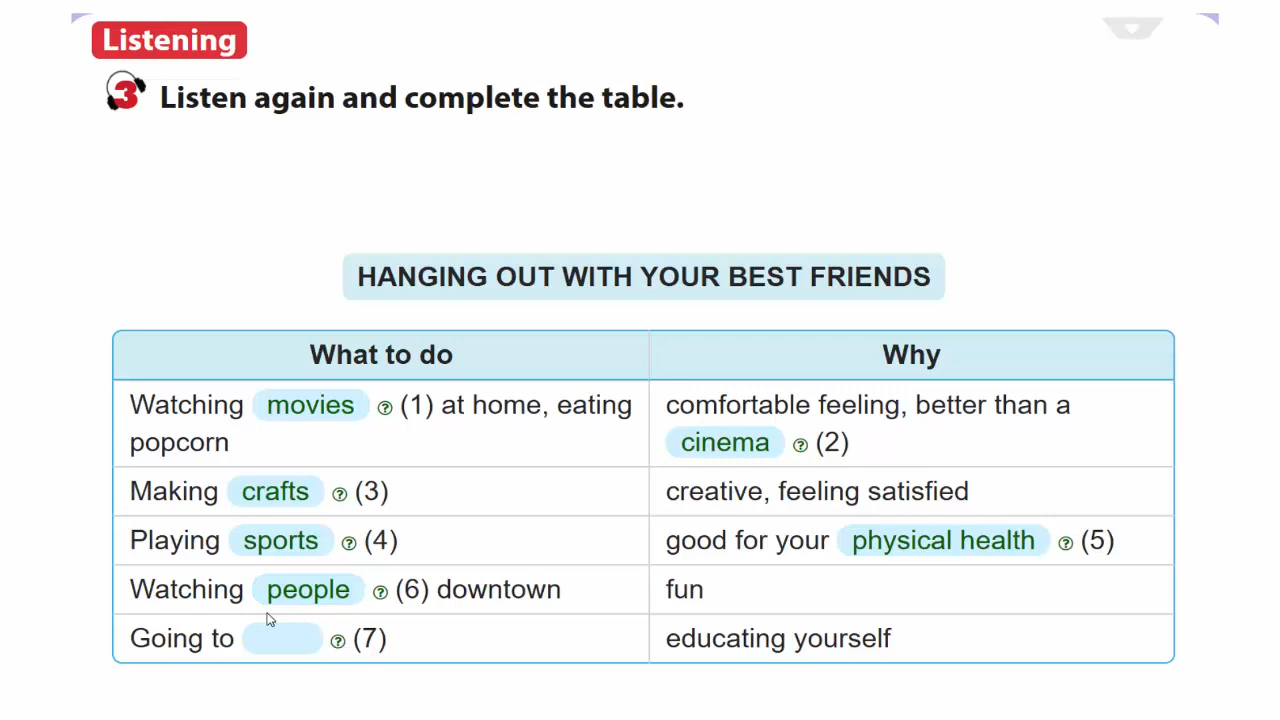 Listening
3 Listen again and complete the table.
HANGING OUT WITH YOUR BEST FRIENDS
What to do
Why
Watching movies ? (1) at home, eating
popcorn
comfortable feeling, better than a
cinema ? (2)
Making crafts ? (3)
creative, feeling satisfied
Playing sports ? (4)
good for your physical health ? (5)
Watching people ? (6) downtown
fun
Going to ? (7)
educating yourself